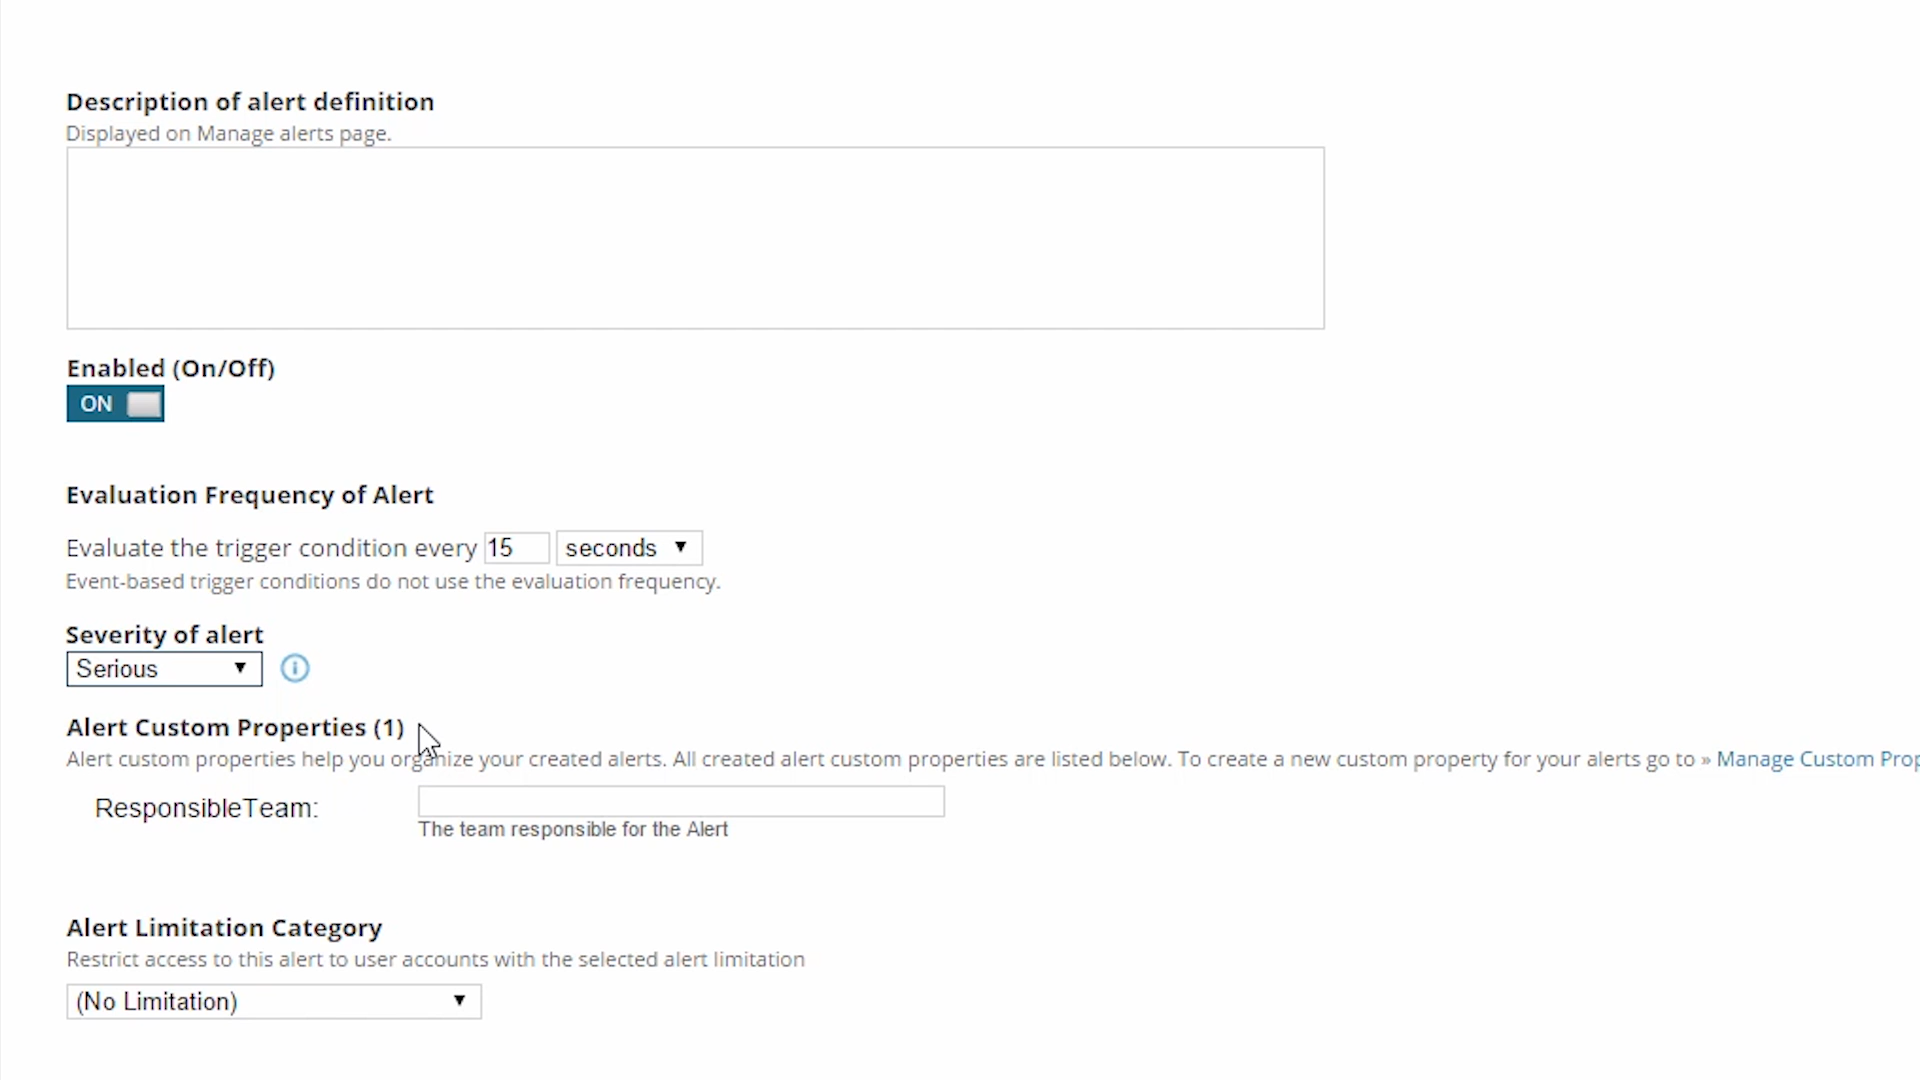 Description of alert definition
Displayed on Manage alerts page.
Enabled (On/Off)
ON
Evaluation Frequency of Alert
Evaluate the trigger condition every 15 seconds
Event-based trigger conditions do not use the evaluation frequency.
Severity of alert
Serious
Alert Custom Properties (1)
Alert custom properties help you organize your created alerts. All created alert custom properties are listed below. To create a new custom property for your alerts go to » Manage Custom Prop
ResponsibleTeam:
The team responsible for the Alert
Alert Limitation Category
Restrict access to this alert to user accounts with the selected alert limitation
(No Limitation)